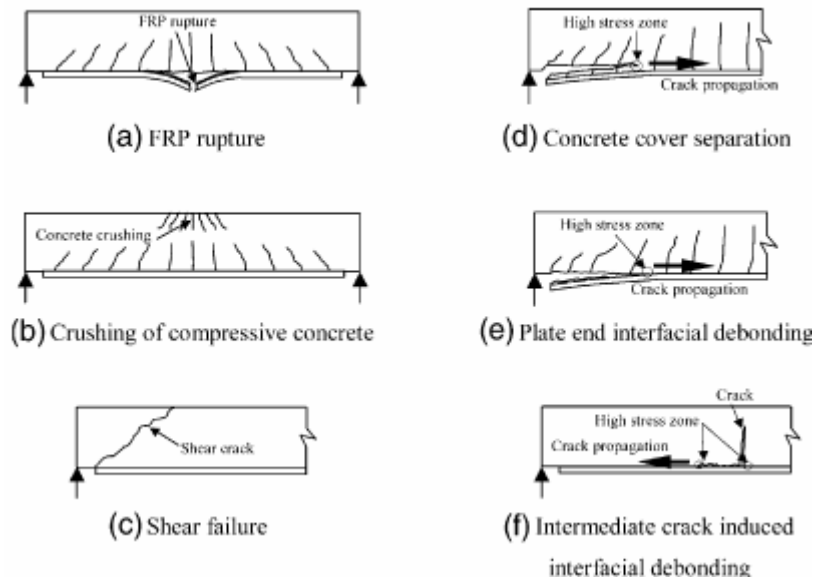 FRP rupture
(a) FRP rupture
Concrete crushing
(b) Crushing of compressive concrete
Shear crack
(c) Shear failure
High stress zone
Crack propagation
(d) Concrete cover separation
High stress zone
Crack propagation
(e) Plate end interfacial debonding
Crack
High stress zone
Crack propagation
(f) Intermediate crack induced
interfacial debonding